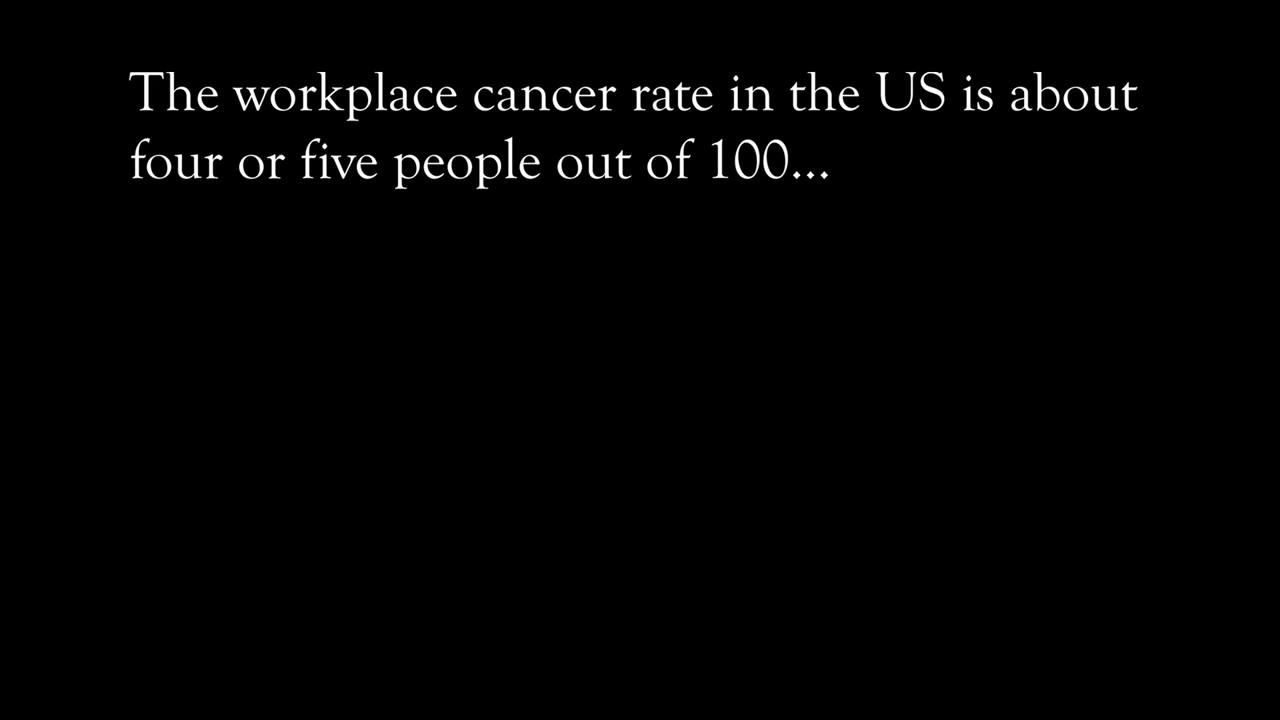 The workplace cancer rate in the US is about
four or five people out of 100...